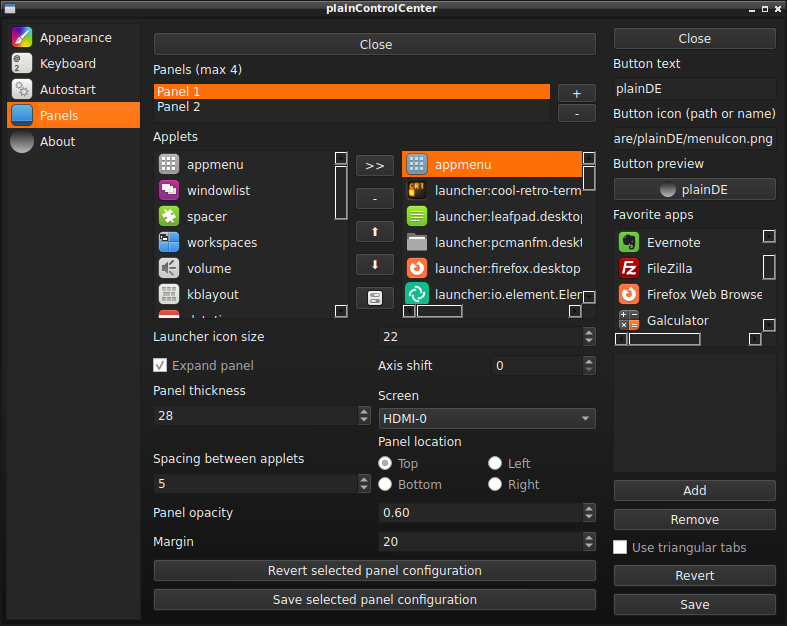 plainControlCenter
Appearance
Keyboard
Autostart
Panels
About
Close
Panels (max 4)
Panel 1
Panel 2
+
-
Applets
appmenu
windowlist
spacer
workspaces
volume
kblayout
>>
-
appmenu
launcher:cool-retro-term
launcher:leafpad.deskto
launcher:pcmanfm.deskt
launcher:firefox.desktop
launcher:io.element.Eler
Launcher icon size
22
Expand panel
Axis shift
0
Panel thickness
28
Screen
HDMI-0
Panel location
Top
Left
Bottom
Right
Spacing between applets
5
Panel opacity
0.60
Margin
20
Revert selected panel configuration
Save selected panel configuration
Close
Button text
plainDE
Button icon (path or name)
are/plainDE/menuIcon.png
Button preview
plainDE
Favorite apps
Evernote
FileZilla
Firefox Web Browse
Galculator
Add
Remove
Use triangular tabs
Revert
Save